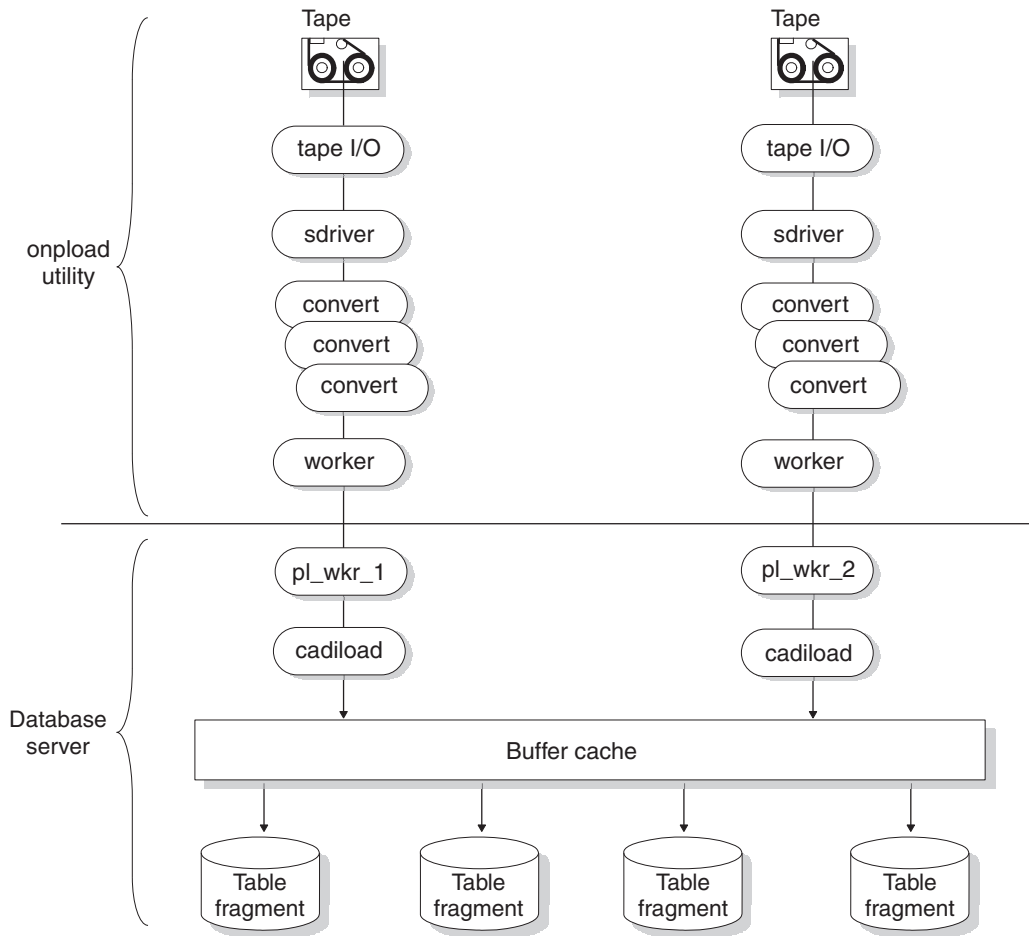 Tape
Tape
tape I/O
tape I/O
sdriver
sdriver
onpload
utility
convert
convert
convert
convert
convert
convert
worker
worker
pl_wkr_1
pl_wkr_2
cadiload
cadiload
Database
server
Buffer cache
Table
fragment
Table
fragment
Table
fragment
Table
fragment